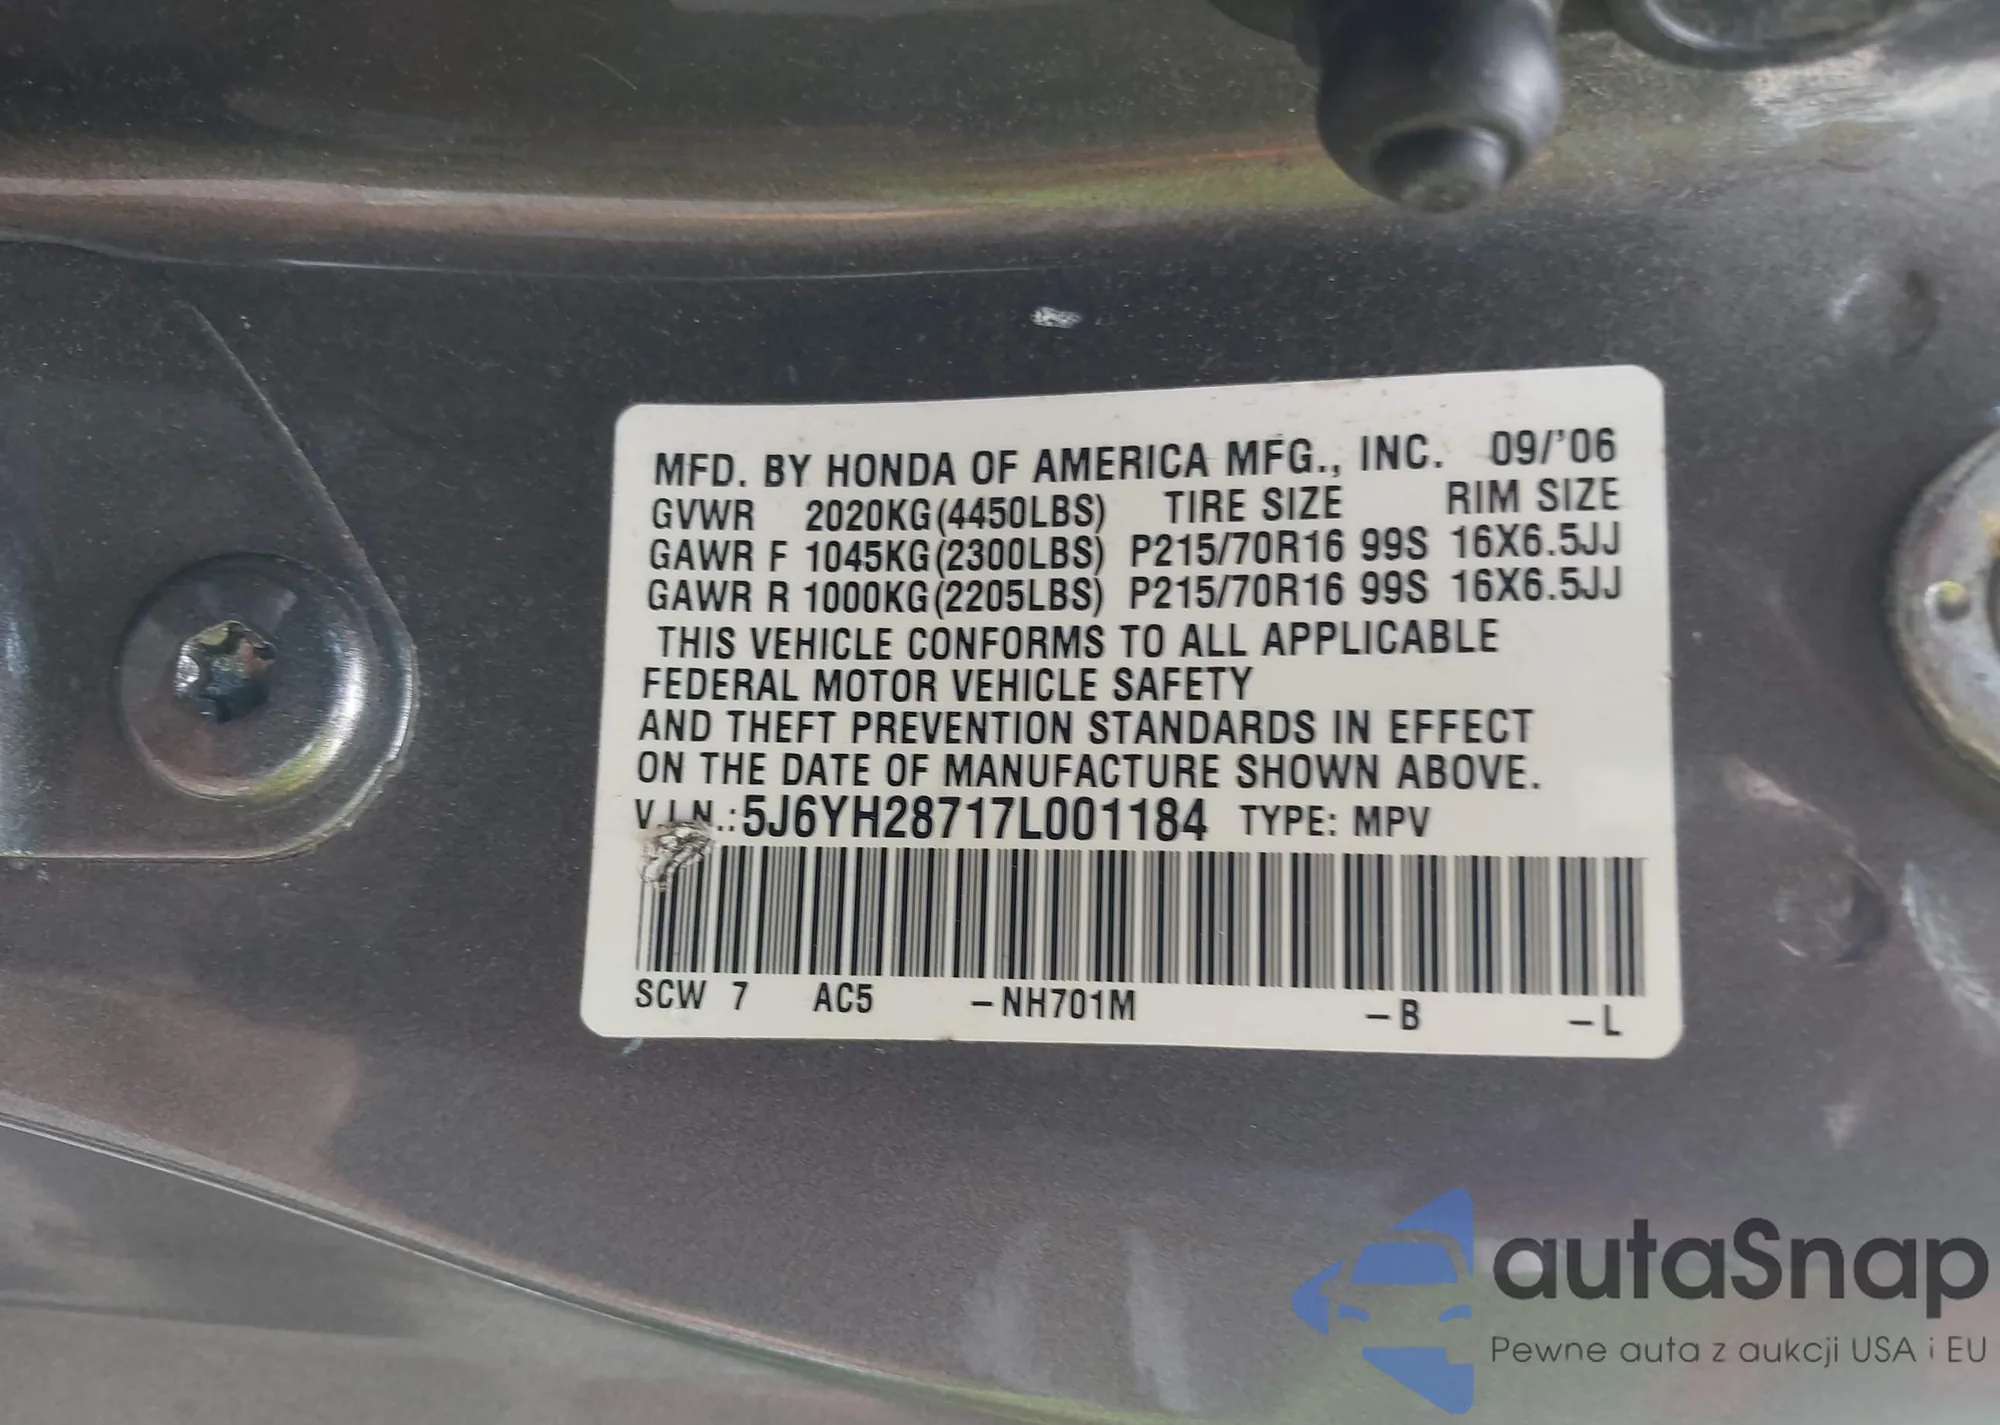 MFD. BY HONDA OF AMERICA MFG., INC. 09/'06
GVWR 2020KG(4450LBS) TIRE SIZE RIM SIZE
GAWR F 1045KG(2300LBS) P215/70R16 99S 16X6.5JJ
GAWR R 1000KG(2205LBS) P215/70R16 99S 16X6.5JJ
THIS VEHICLE CONFORMS TO ALL APPLICABLE
FEDERAL MOTOR VEHICLE SAFETY
AND THEFT PREVENTION STANDARDS IN EFFECT
ON THE DATE OF MANUFACTURE SHOWN ABOVE.
V.I.N.:5J6YH28717L001184 TYPE: MPV
SCW 7 AC5 -NH701M -B -L
autaSnap
Pewne auta z aukcji USA i EU